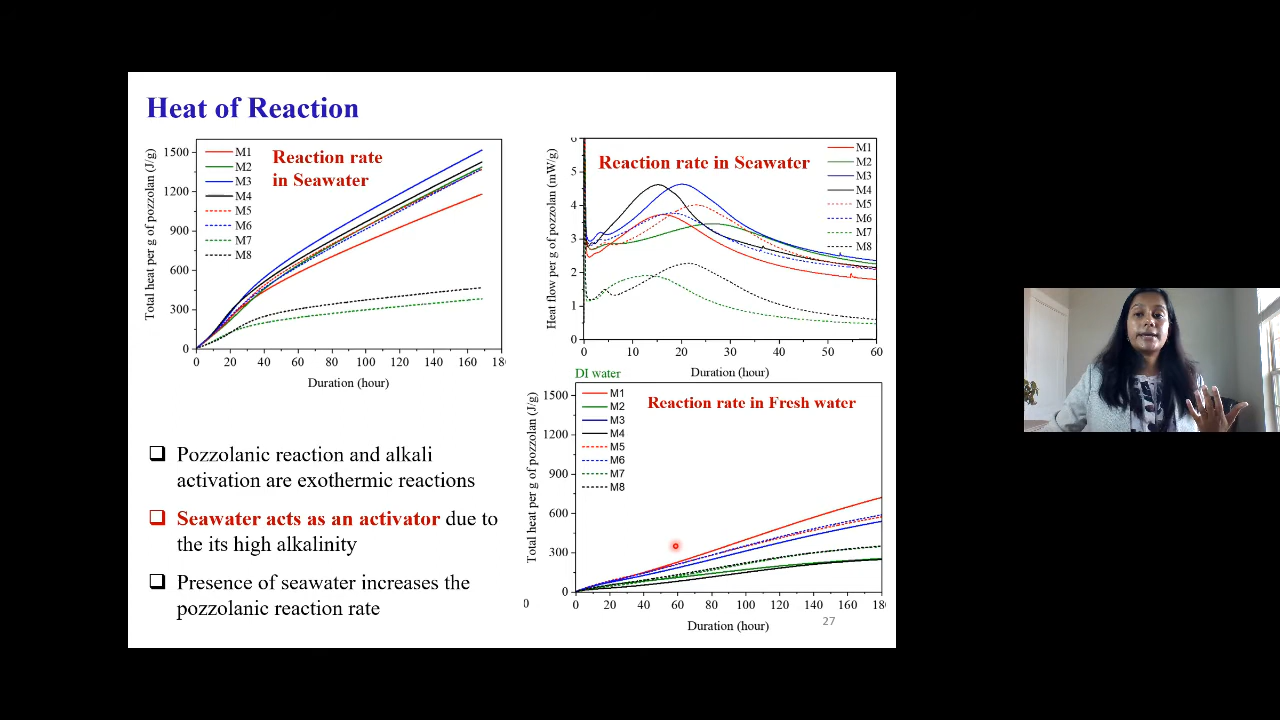 Heat of Reaction
Total heat per g of pozzolan (J/g)
1500
1200
900
600
300
0
M1
M2
M3
M4
M5
M6
M7
M8
Reaction rate
in Seawater
0 20 40 60 80 100 120 140 160 18
Duration (hour)
Heat flow per g of pozzolan (mW/g)
6
5
4
3
2
1
0
Reaction rate in Seawater
M1
M2
M3
M4
M5
M6
M7
M8
0 10 20 30 40 50 60
DI water
Duration (hour)
Total heat per g of pozzolan (J/g)
1500
1200
900
600
300
0
M1
M2
M3
M4
M5
M6
M7
M8
Reaction rate in Fresh water
0
0 20 40 60 80 100 120 140 160 180
Duration (hour)
Pozzolanic reaction and alkali
activation are exothermic reactions
Seawater acts as an activator due to
the its high alkalinity
Presence of seawater increases the
pozzolanic reaction rate
27